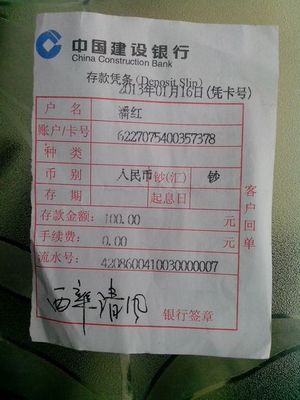 中国建设银行
China Construction Bank
存款凭条(Deposit Slip)
2013年01月16日(凭卡号)
户 名 潘红
账户/卡号 6227075400357378
种 类
币 别 人民币 钞(汇) 钞
存 期 起息日
存款金额: 100.00 元
手续费: 0.00 元
流水号: 4208600410030000007
客户回单
银行签章